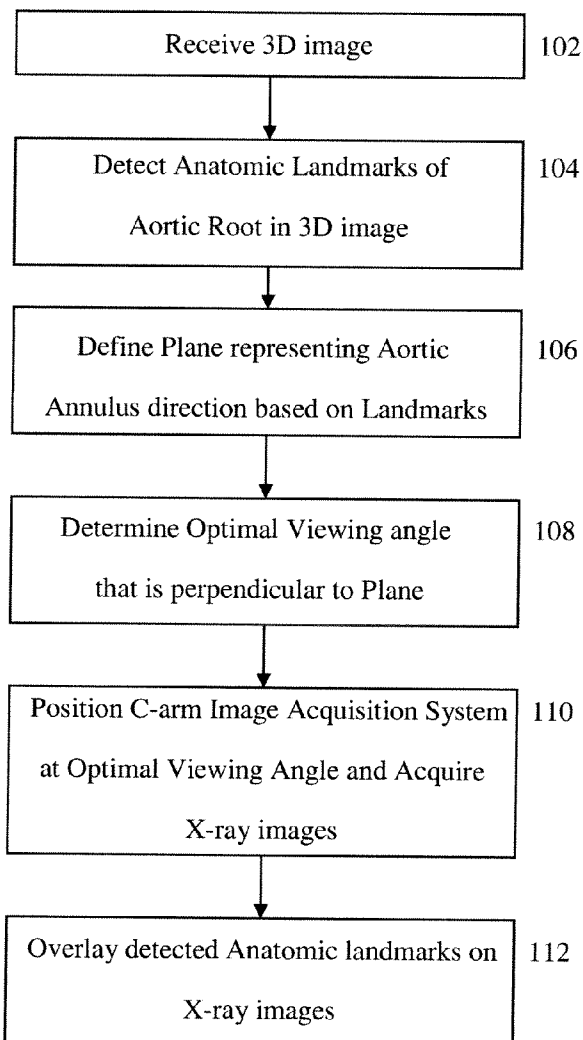 Receive 3D image 102
Detect Anatomic Landmarks of 104
Aortic Root in 3D image
Define Plane representing Aortic 106
Annulus direction based on Landmarks
Determine Optimal Viewing angle 108
that is perpendicular to Plane
Position C-arm Image Acquisition System 110
at Optimal Viewing Angle and Acquire
X-ray images
Overlay detected Anatomic landmarks on 112
X-ray images